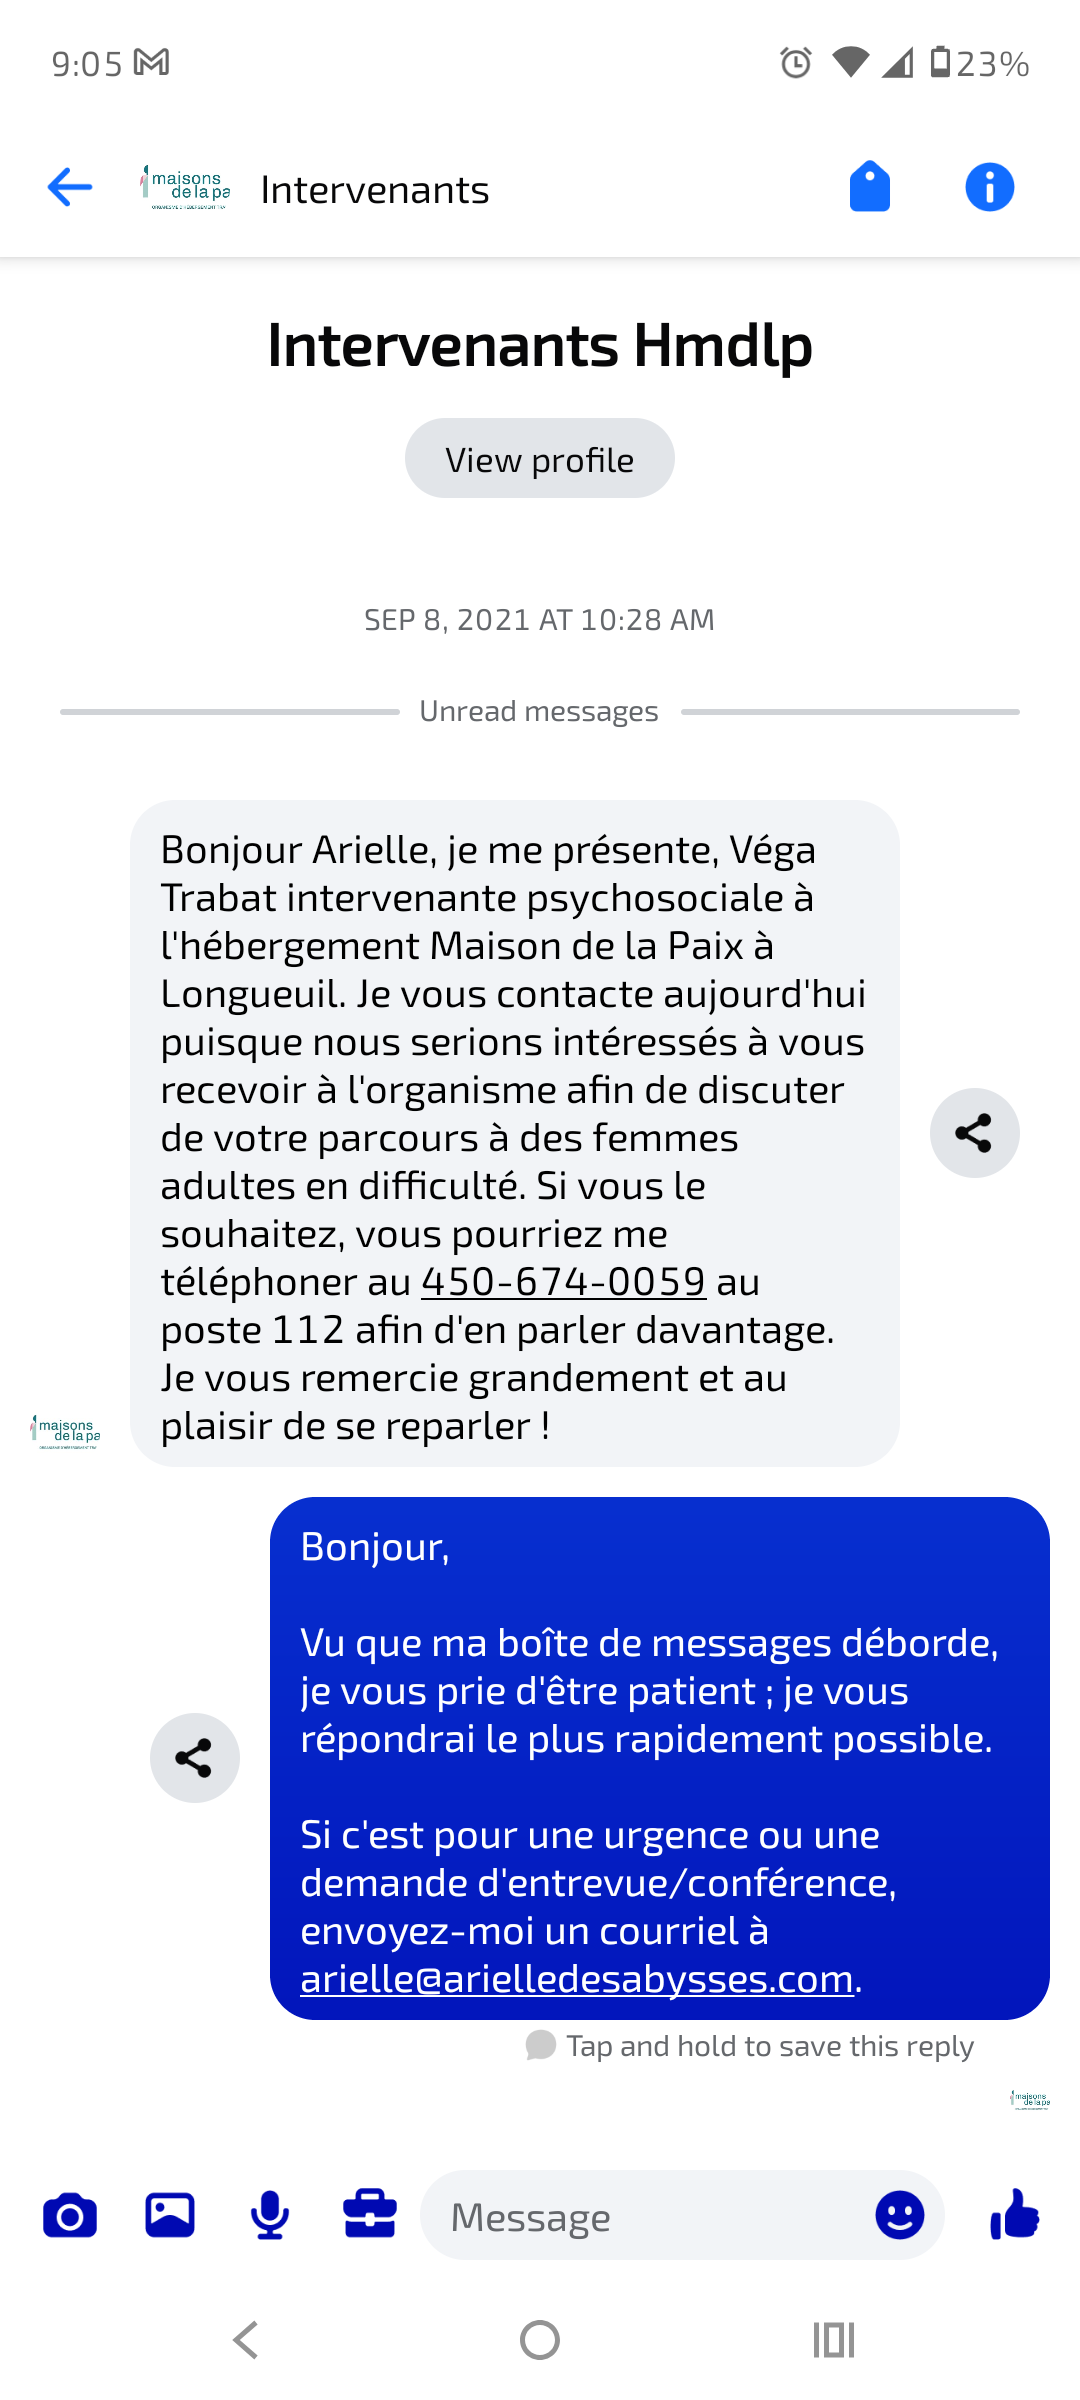 9:05
23%
maisons
de la pa
Intervenants
Intervenants Hmdlp
View profile
SEP 8, 2021 AT 10:28 AM
Unread messages
Bonjour Arielle, je me présente, Véga
Trabat intervenante psychosociale à
l'hébergement Maison de la Paix à
Longueuil. Je vous contacte aujourd'hui
puisque nous serions intéressés à vous
recevoir à l'organisme afin de discuter
de votre parcours à des femmes
adultes en difficulté. Si vous le
souhaitez, vous pourriez me
téléphoner au 450-674-0059 au
poste 112 afin d'en parler davantage.
Je vous remercie grandement et au
plaisir de se reparler !
maisons
de la pa
Bonjour,
Vu que ma boîte de messages déborde,
je vous prie d'être patient ; je vous
répondrai le plus rapidement possible.
Si c'est pour une urgence ou une
demande d'entrevue/conférence,
envoyez-moi un courriel à
arielle@arielledesabysses.com.
Tap and hold to save this reply
maisons
de la pa
Message